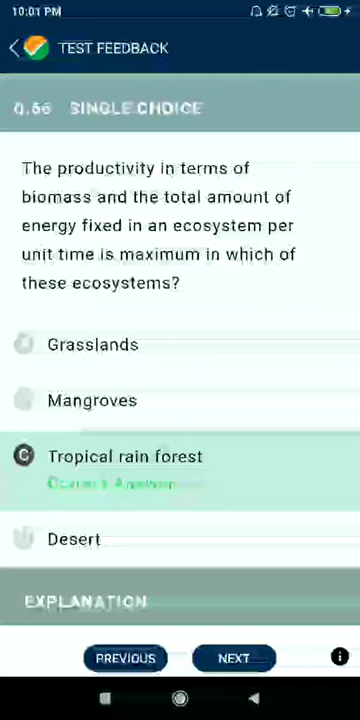 10:01 PM
TEST FEEDBACK
Q.56 SINGLE CHOICE
The productivity in terms of
biomass and the total amount of
energy fixed in an ecosystem per
unit time is maximum in which of
these ecosystems?
Grasslands
Mangroves
C Tropical rain forest
Correct Answer
Desert
EXPLANATION
PREVIOUS NEXT